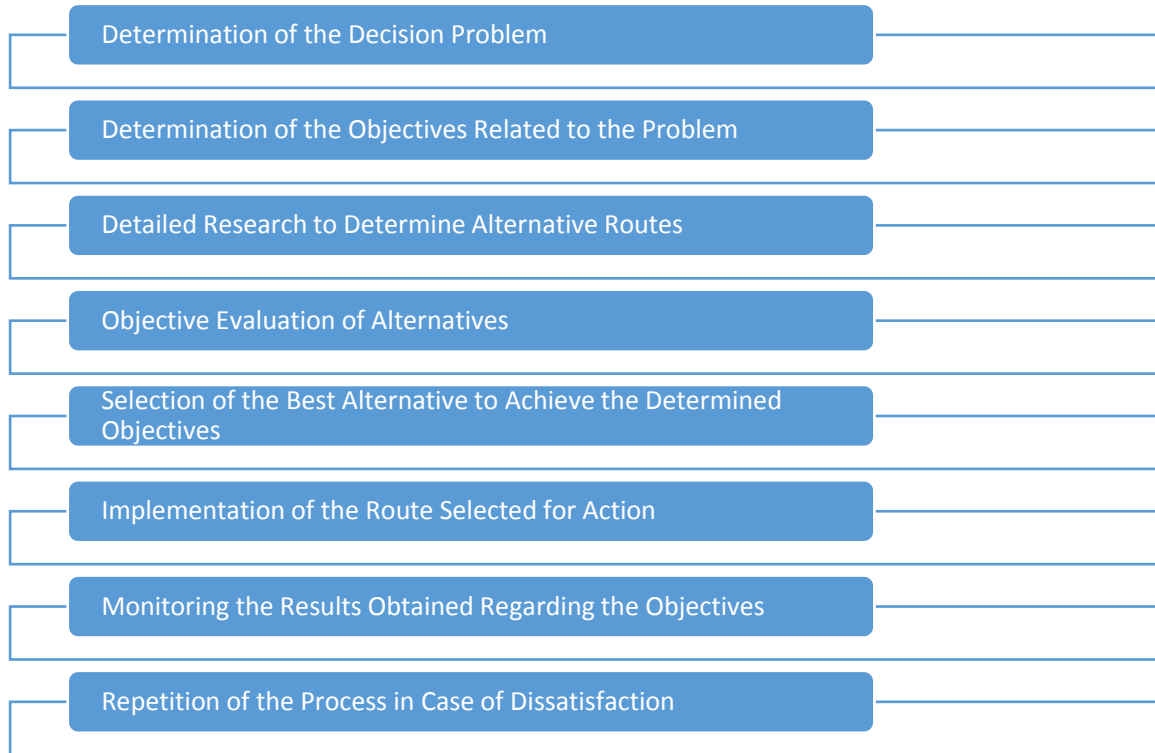 Determination of the Decision Problem
Determination of the Objectives Related to the Problem
Detailed Research to Determine Alternative Routes
Objective Evaluation of Alternatives
Selection of the Best Alternative to Achieve the Determined
Objectives
Implementation of the Route Selected for Action
Monitoring the Results Obtained Regarding the Objectives
Repetition of the Process in Case of Dissatisfaction